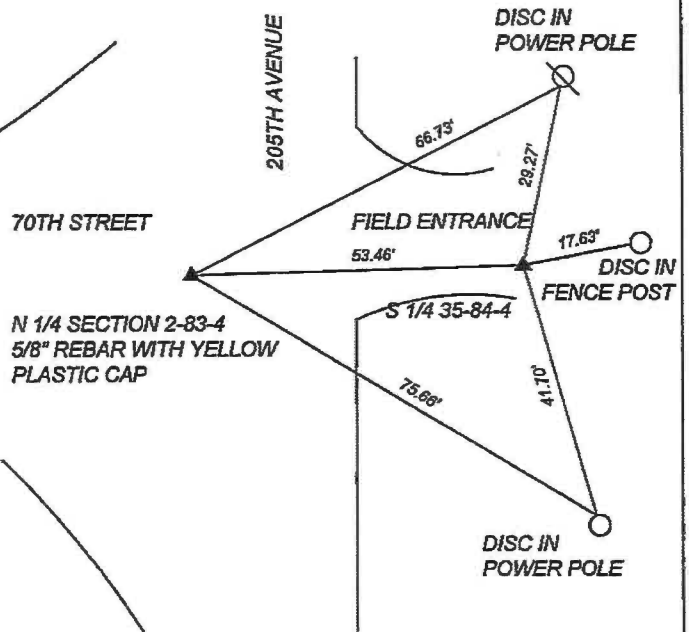 DISC IN
POWER POLE
205TH AVENUE
66.73'
29.27'
70TH STREET
FIELD ENTRANCE
17.63'
53.46'
DISC IN
FENCE POST
S 1/4 35-84-4
N 1/4 SECTION 2-83-4
5/8" REBAR WITH YELLOW
PLASTIC CAP
75.66'
41.70'
DISC IN
POWER POLE